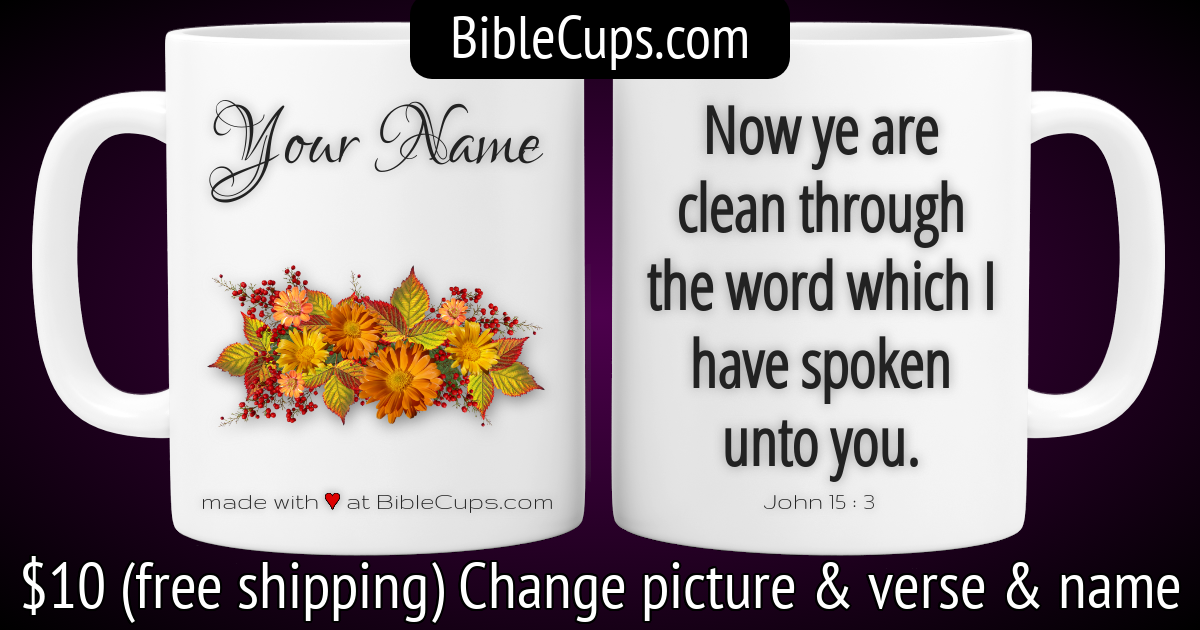 BibleCups.com
Your Name
made with ♥ at BibleCups.com
Now ye are
clean through
the word which I
have spoken
unto you.
John 15 : 3
$10 (free shipping) Change picture & verse & name